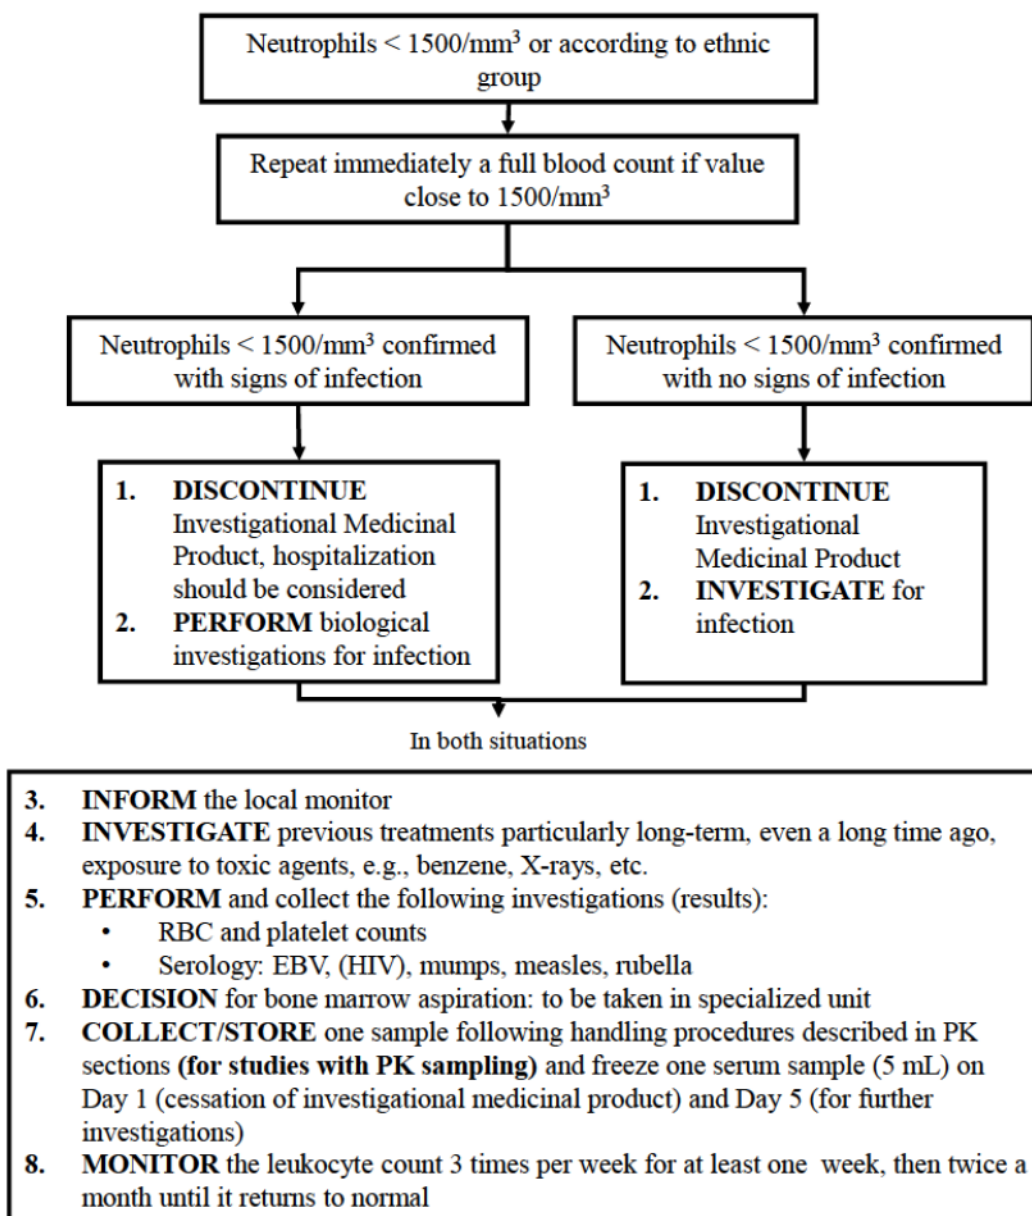 Neutrophils < 1500/mm³ or according to ethnic
group
Repeat immediately a full blood count if value
close to 1500/mm³
Neutrophils < 1500/mm³ confirmed
with signs of infection
Neutrophils < 1500/mm³ confirmed
with no signs of infection
1. DISCONTINUE
Investigational Medicinal
Product, hospitalization
should be considered
2. PERFORM biological
investigations for infection
1. DISCONTINUE
Investigational
Medicinal Product
2. INVESTIGATE for
infection
In both situations
3. INFORM the local monitor
4. INVESTIGATE previous treatments particularly long-term, even a long time ago,
exposure to toxic agents, e.g., benzene, X-rays, etc.
5. PERFORM and collect the following investigations (results):
• RBC and platelet counts
• Serology: EBV, (HIV), mumps, measles, rubella
6. DECISION for bone marrow aspiration: to be taken in specialized unit
7. COLLECT/STORE one sample following handling procedures described in PK
sections (for studies with PK sampling) and freeze one serum sample (5 mL) on
Day 1 (cessation of investigational medicinal product) and Day 5 (for further
investigations)
8. MONITOR the leukocyte count 3 times per week for at least one week, then twice a
month until it returns to normal